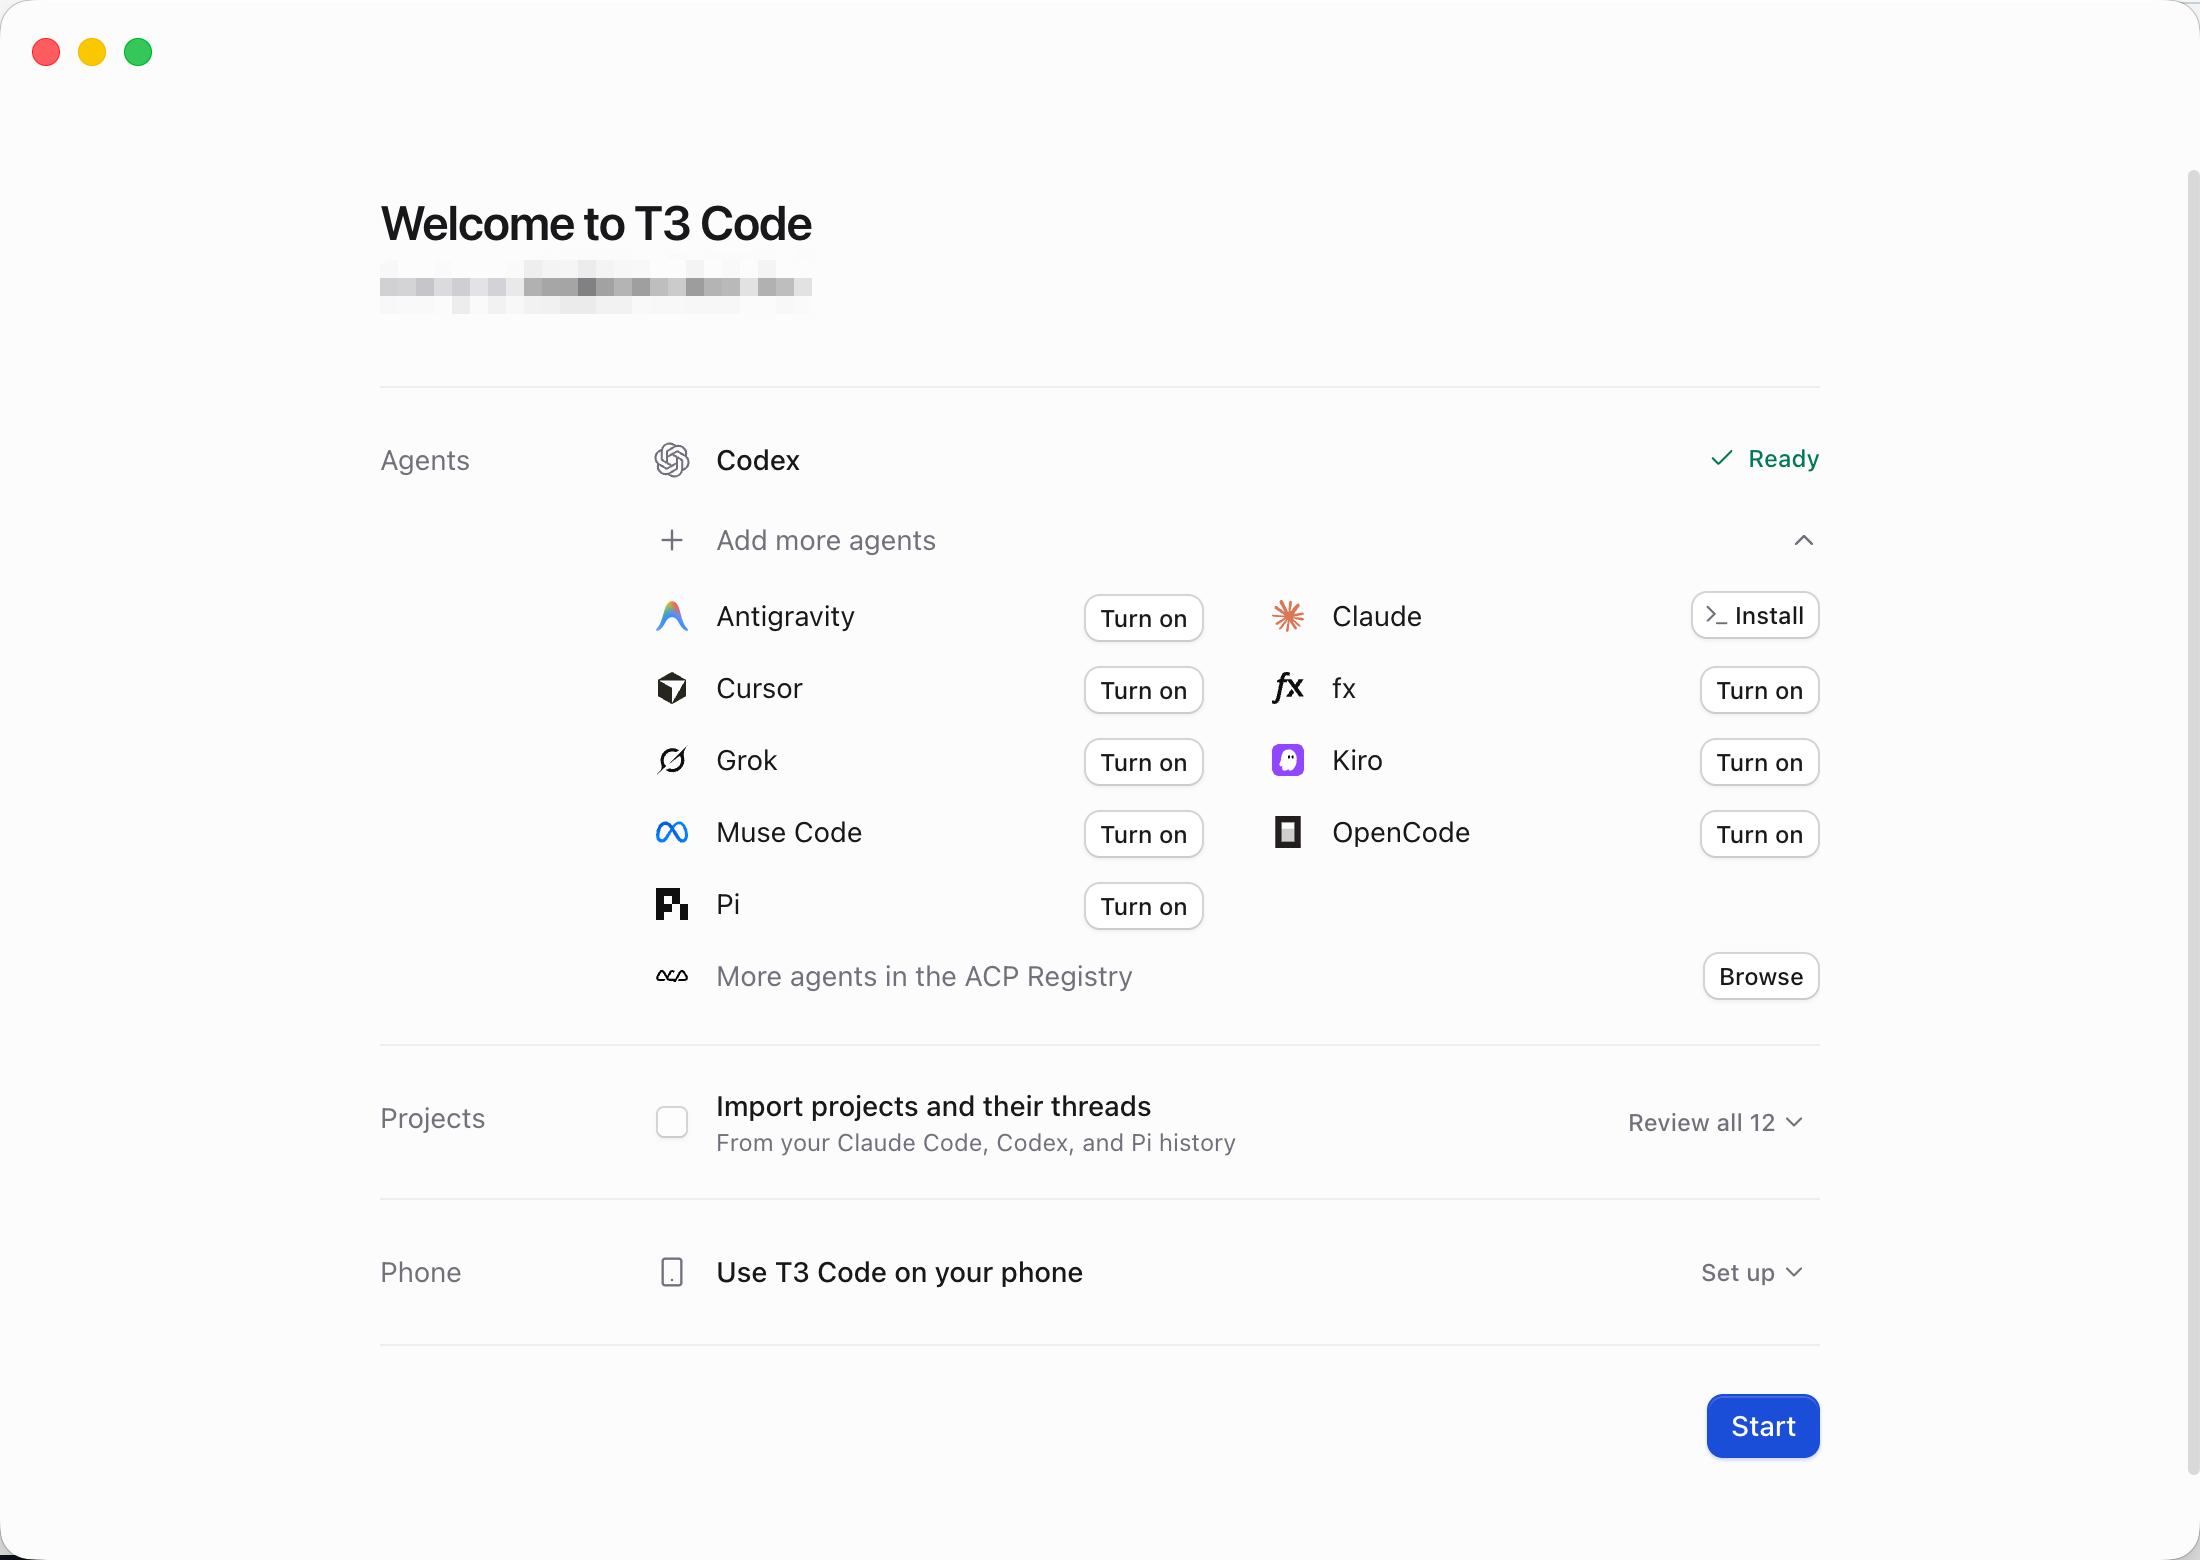 Welcome to T3 Code
Agents
Codex
Ready
Add more agents
Antigravity
Turn on
Claude
>_ Install
Cursor
Turn on
fx
fx
Turn on
Grok
Turn on
Kiro
Turn on
Muse Code
Turn on
OpenCode
Turn on
Pi
Turn on
More agents in the ACP Registry
Browse
Projects
Import projects and their threads
From your Claude Code, Codex, and Pi history
Review all 12
Phone
Use T3 Code on your phone
Set up
Start